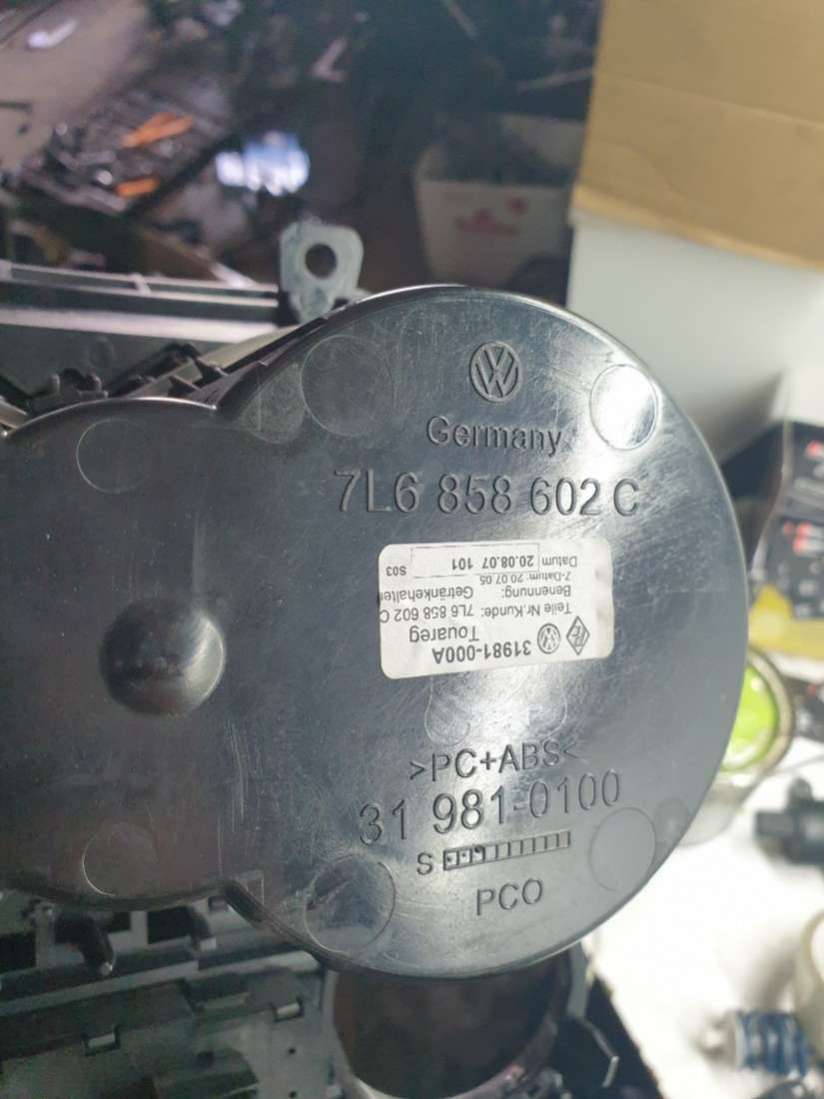 Germany
7L6 858 602 C
31981-000A
Touareg
Teile Nr.Kunde: 7L6 858 602 C
Benennung: Getränkehalter
Z-Datum: 20.07.05
Datum 20.08.07 101 S03
>PC+ABS<
31 981-0100
S
PCO